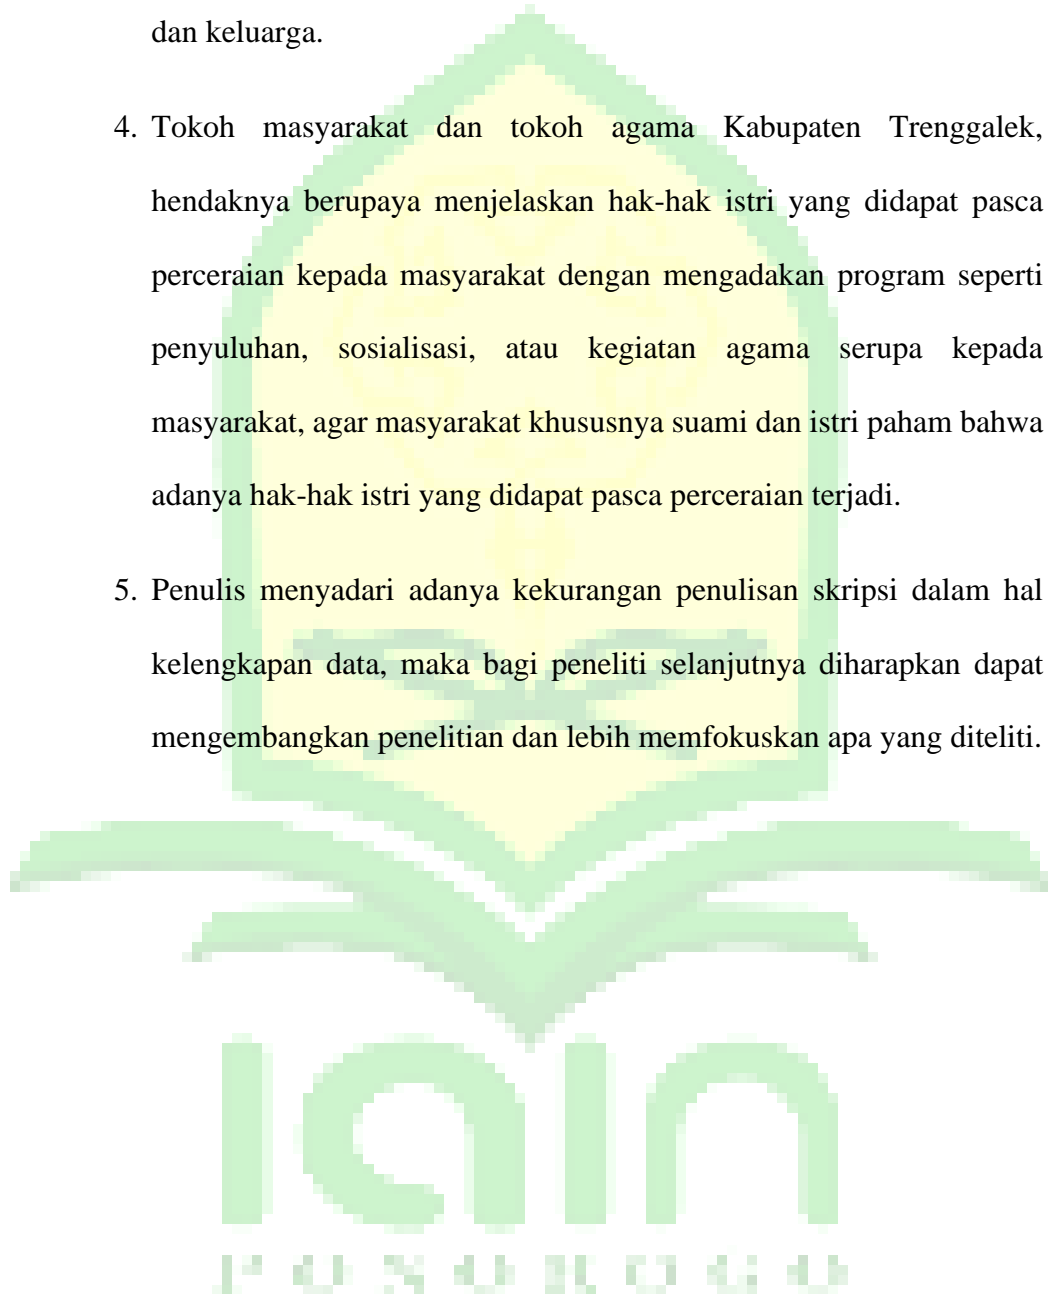 dan keluarga.
4. Tokoh masyarakat dan tokoh agama Kabupaten Trenggalek,
hendaknya berupaya menjelaskan hak-hak istri yang didapat pasca
perceraian kepada masyarakat dengan mengadakan program seperti
penyuluhan, sosialisasi, atau kegiatan agama serupa kepada
masyarakat, agar masyarakat khususnya suami dan istri paham bahwa
adanya hak-hak istri yang didapat pasca perceraian terjadi.
5. Penulis menyadari adanya kekurangan penulisan skripsi dalam hal
kelengkapan data, maka bagi peneliti selanjutnya diharapkan dapat
mengembangkan penelitian dan lebih memfokuskan apa yang diteliti.
iain
PONOROGO